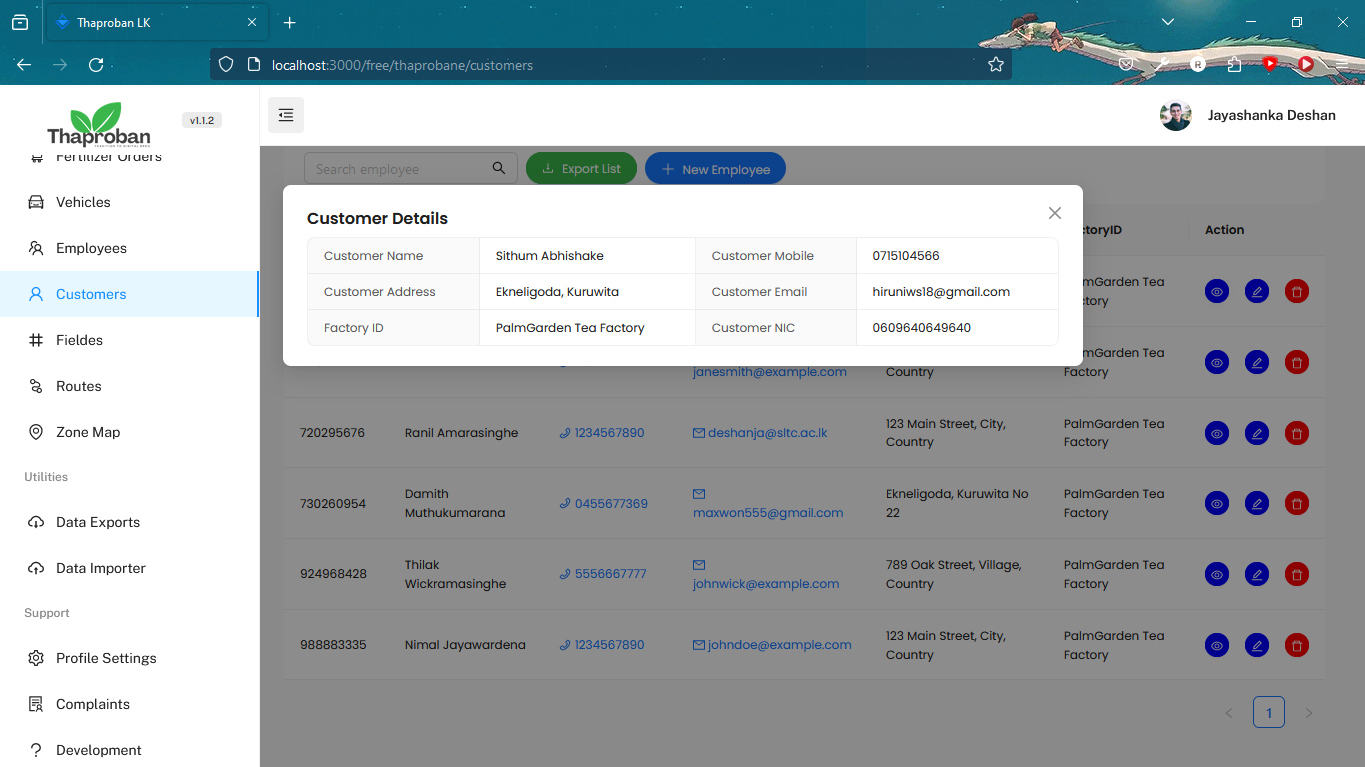 Thaproban LK
localhost:3000/free/thaprobane/customers
R
Thaproban
v1.1.2
Jayashanka Deshan
Fertilizer Orders
Vehicles
Employees
Customers
Fieldes
Routes
Zone Map
Utilities
Data Exports
Data Importer
Support
Profile Settings
Complaints
Development
Search employee
Export List
New Employee
Customer Details
Customer Name Sithum Abhishake Customer Mobile 0715104566
Customer Address Ekneligoda, Kuruwita Customer Email hiruniws18@gmail.com
Factory ID PalmGarden Tea Factory Customer NIC 0609640649640
ctoryID Action
mGarden Tea
ctory
mGarden Tea
janesmith@example.com Country Factory
720295676 Ranil Amarasinghe 1234567890 deshanja@sltc.ac.lk 123 Main Street, City, PalmGarden Tea
Country Factory
730260954 Damith 0455677369 Ekneligoda, Kuruwita No PalmGarden Tea
Muthukumarana maxwon555@gmail.com 22 Factory
924968428 Thilak 5556667777 789 Oak Street, Village, PalmGarden Tea
Wickramasinghe johnwick@example.com Country Factory
988883335 Nimal Jayawardena 1234567890 johndoe@example.com 123 Main Street, City, PalmGarden Tea
Country Factory
1